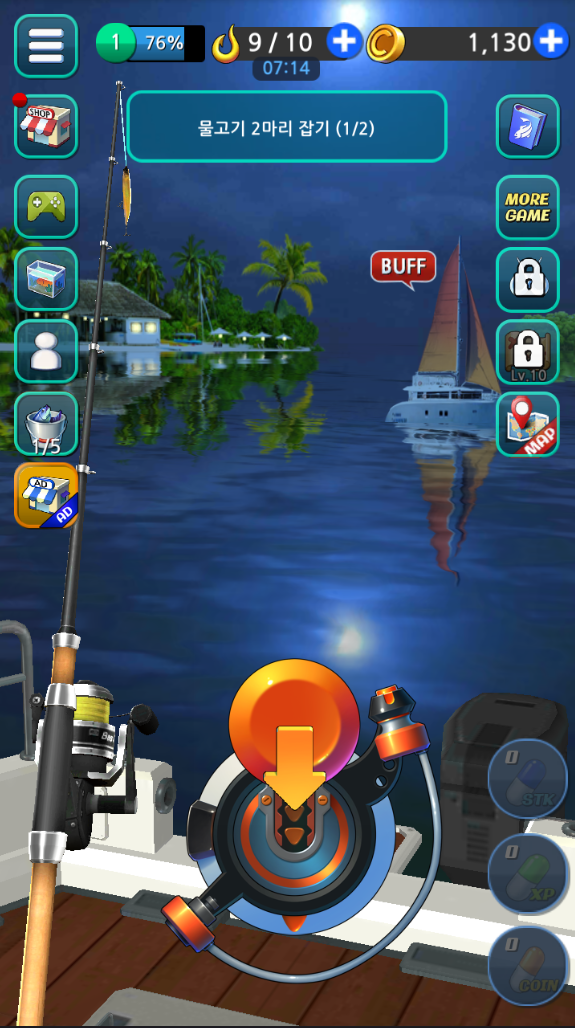 1
76%
9 / 10
1,130
07:14
SHOP
물고기 2마리 잡기 (1/2)
MORE
GAME
BUFF
Lv.10
1/5
MAP
AD
AD
0
STK
0
XP
0
COIN